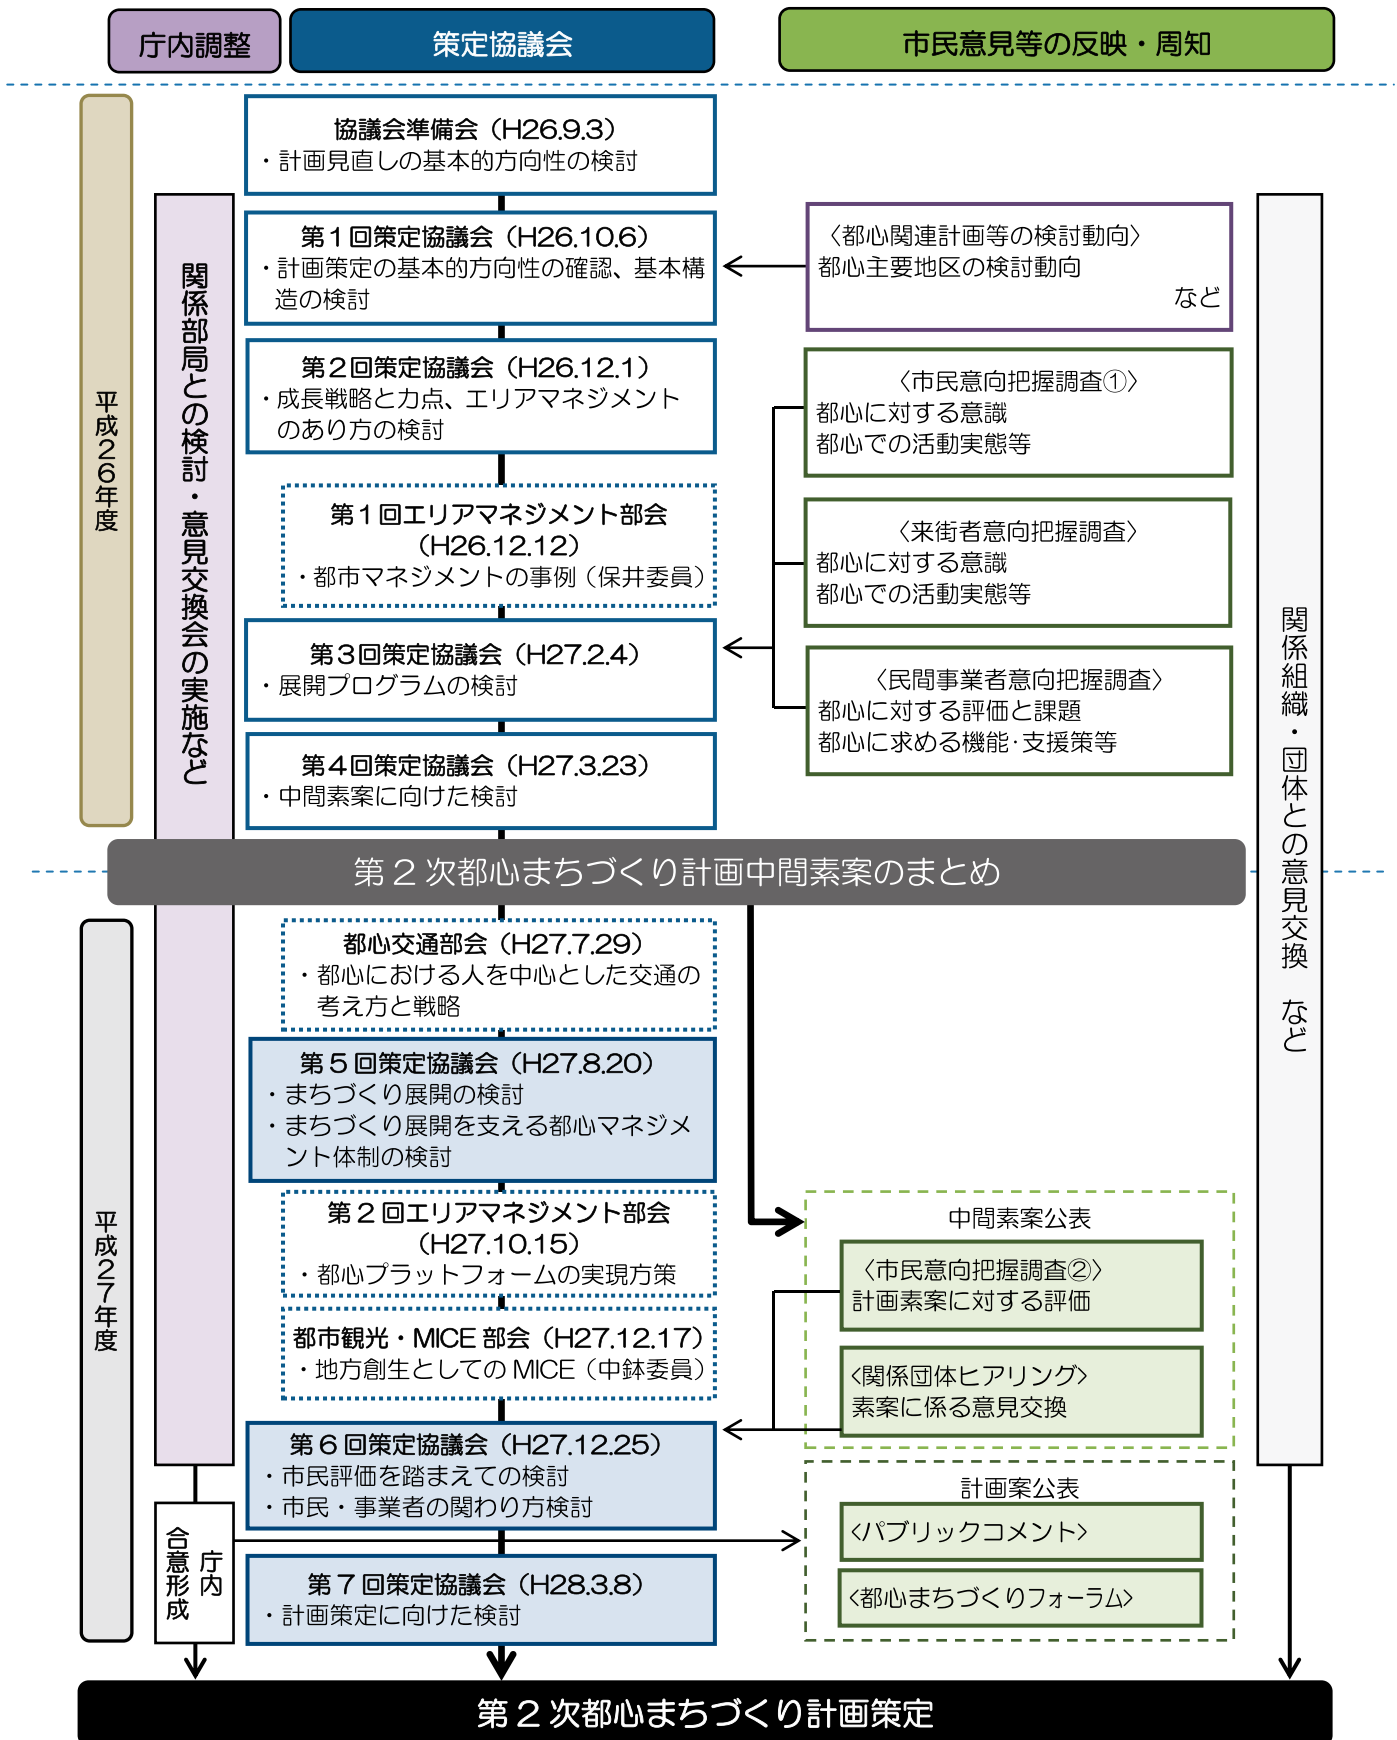 庁内調整
策定協議会
市民意見等の反映・周知
平成26年度
関係部局との検討・意見交換会の実施など
協議会準備会（H26.9.3）
・計画見直しの基本的方向性の検討
第1回策定協議会（H26.10.6）
・計画策定の基本的方向性の確認、基本構
造の検討
第2回策定協議会（H26.12.1）
・成長戦略と力点、エリアマネジメント
のあり方の検討
第1回エリアマネジメント部会
（H26.12.12）
・都市マネジメントの事例（保井委員）
第3回策定協議会（H27.2.4）
・展開プログラムの検討
第4回策定協議会（H27.3.23）
・中間素案に向けた検討
〈都心関連計画等の検討動向〉
都心主要地区の検討動向
など
〈市民意向把握調査①〉
都心に対する意識
都心での活動実態等
〈来街者意向把握調査〉
都心に対する意識
都心での活動実態等
〈民間事業者意向把握調査〉
都心に対する評価と課題
都心に求める機能・支援策等
関係組織・団体との意見交換　など
第2次都心まちづくり計画中間素案のまとめ
平成27年度
都心交通部会（H27.7.29）
・都心における人を中心とした交通の
考え方と戦略
第5回策定協議会（H27.8.20）
・まちづくり展開の検討
・まちづくり展開を支える都心マネジメ
ント体制の検討
第2回エリアマネジメント部会
（H27.10.15）
・都心プラットフォームの実現方策
都市観光・MICE部会（H27.12.17）
・地方創生としてのMICE（中鉢委員）
第6回策定協議会（H27.12.25）
・市民評価を踏まえての検討
・市民・事業者の関わり方検討
第7回策定協議会（H28.3.8）
・計画策定に向けた検討
中間素案公表
〈市民意向把握調査②〉
計画素案に対する評価
〈関係団体ヒアリング〉
素案に係る意見交換
計画案公表
〈パブリックコメント〉
〈都心まちづくりフォーラム〉
庁内
合意形成
第2次都心まちづくり計画策定